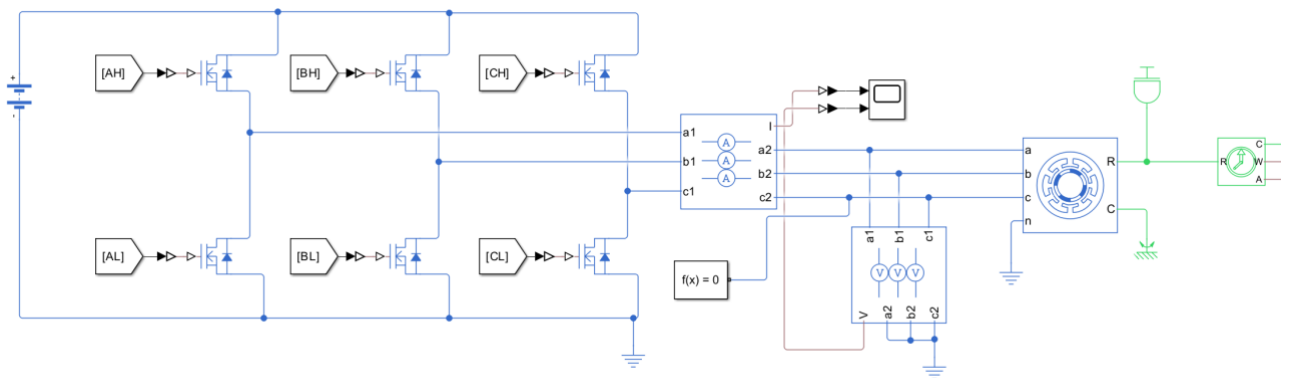 +
-
[AH]
[BH]
[CH]
[AL]
[BL]
[CL]
a1
b1
c1
A
A
A
I
a2
b2
c2
f(x) = 0
a1
b1
c1
V
V
V
V
a2
b2
c2
a
b
c
n
R
C
R
C
W
A